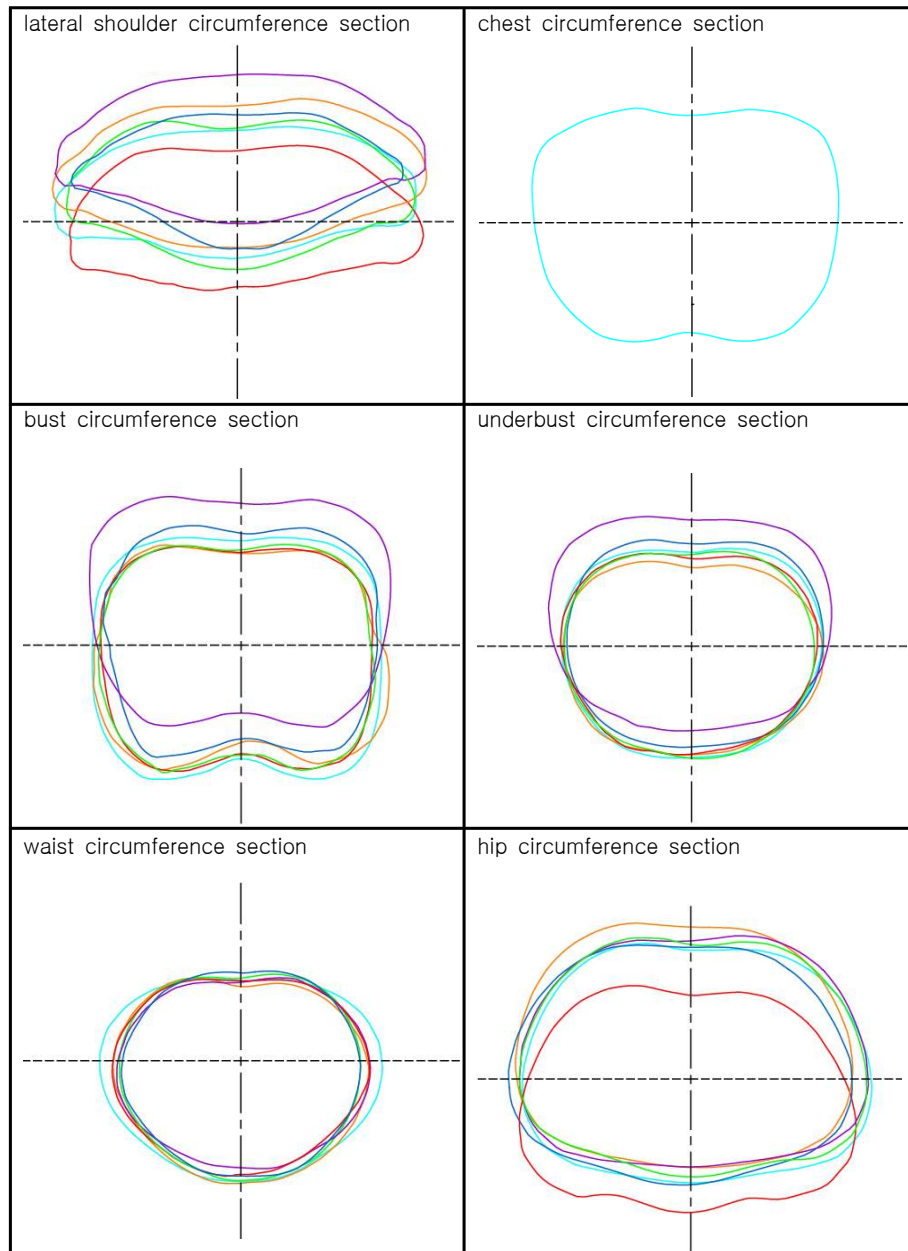 lateral shoulder circumference section
chest circumference section
bust circumference section
underbust circumference section
waist circumference section
hip circumference section